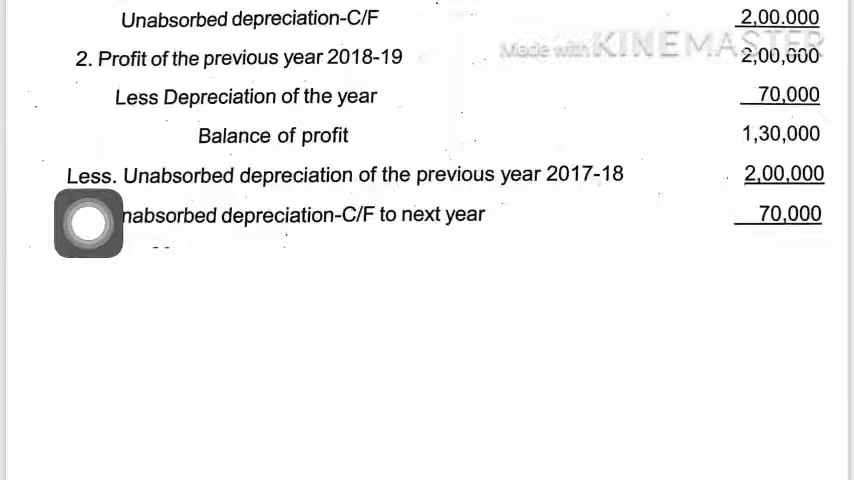 Unabsorbed depreciation-C/F 2,00.000
Made with KINEMASTER
2. Profit of the previous year 2018-19 2,00,000
Less Depreciation of the year 70,000
Balance of profit 1,30,000
Less. Unabsorbed depreciation of the previous year 2017-18 2,00,000
nabsorbed depreciation-C/F to next year 70,000